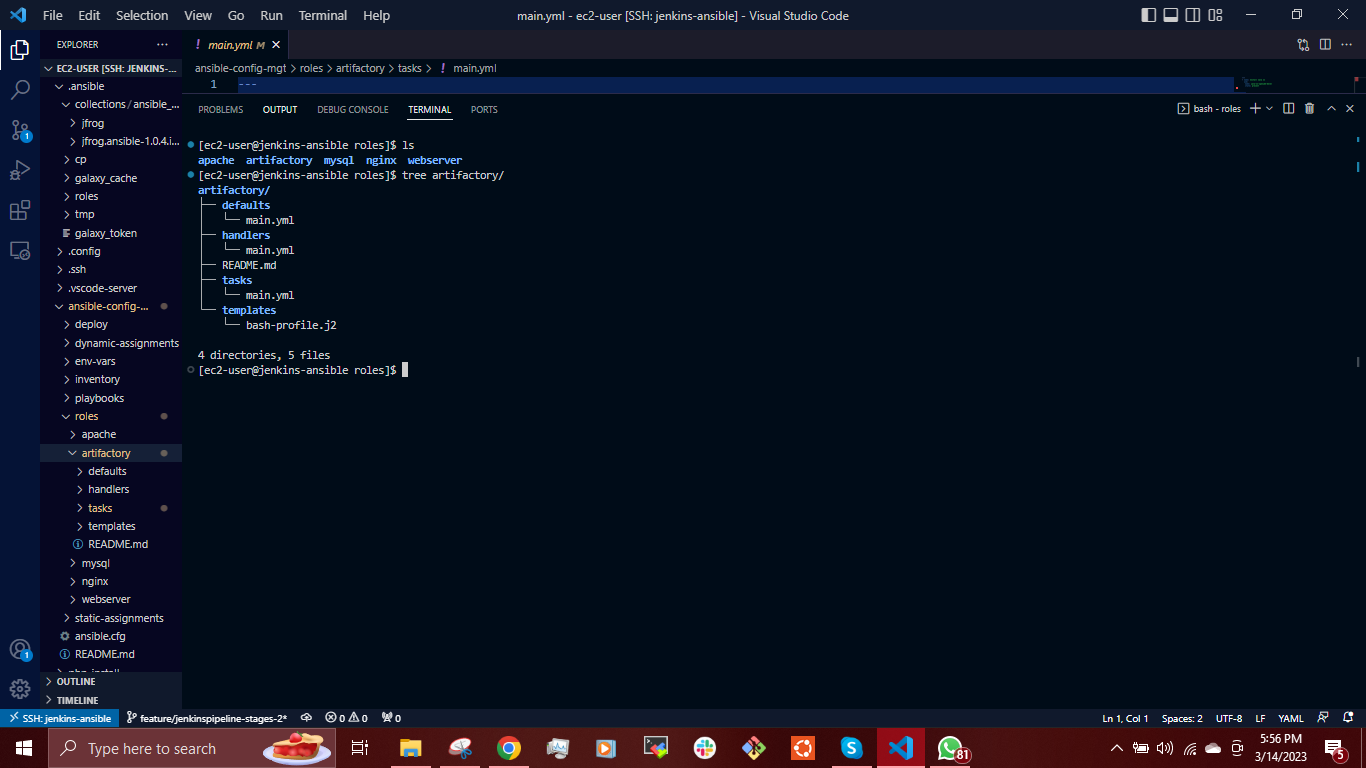 File Edit Selection View Go Run Terminal Help
main.yml - ec2-user [SSH: jenkins-ansible] - Visual Studio Code
EXPLORER
EC2-USER [SSH: JENKINS-...
.ansible
collections / ansible_...
jfrog
jfrog.ansible-1.0.4.i...
cp
galaxy_cache
roles
tmp
galaxy_token
.config
.ssh
.vscode-server
ansible-config-...
deploy
dynamic-assignments
env-vars
inventory
playbooks
roles
apache
artifactory
defaults
handlers
tasks
templates
README.md
mysql
nginx
webserver
static-assignments
ansible.cfg
README.md
OUTLINE
TIMELINE
1
1
! main.yml M
ansible-config-mgt > roles > artifactory > tasks > ! main.yml
1 ---
PROBLEMS OUTPUT DEBUG CONSOLE TERMINAL PORTS
bash - roles
[ec2-user@jenkins-ansible roles]$ ls
apache artifactory mysql nginx webserver
[ec2-user@jenkins-ansible roles]$ tree artifactory/
artifactory/
├── defaults
│   └── main.yml
├── handlers
│   └── main.yml
├── README.md
├── tasks
│   └── main.yml
└── templates
    └── bash-profile.j2
4 directories, 5 files
[ec2-user@jenkins-ansible roles]$
SSH: jenkins-ansible feature/jenkinspipeline-stages-2* 0 0 0
Ln 1, Col 1 Spaces: 2 UTF-8 LF YAML
Type here to search
81
5:56 PM
3/14/2023
5